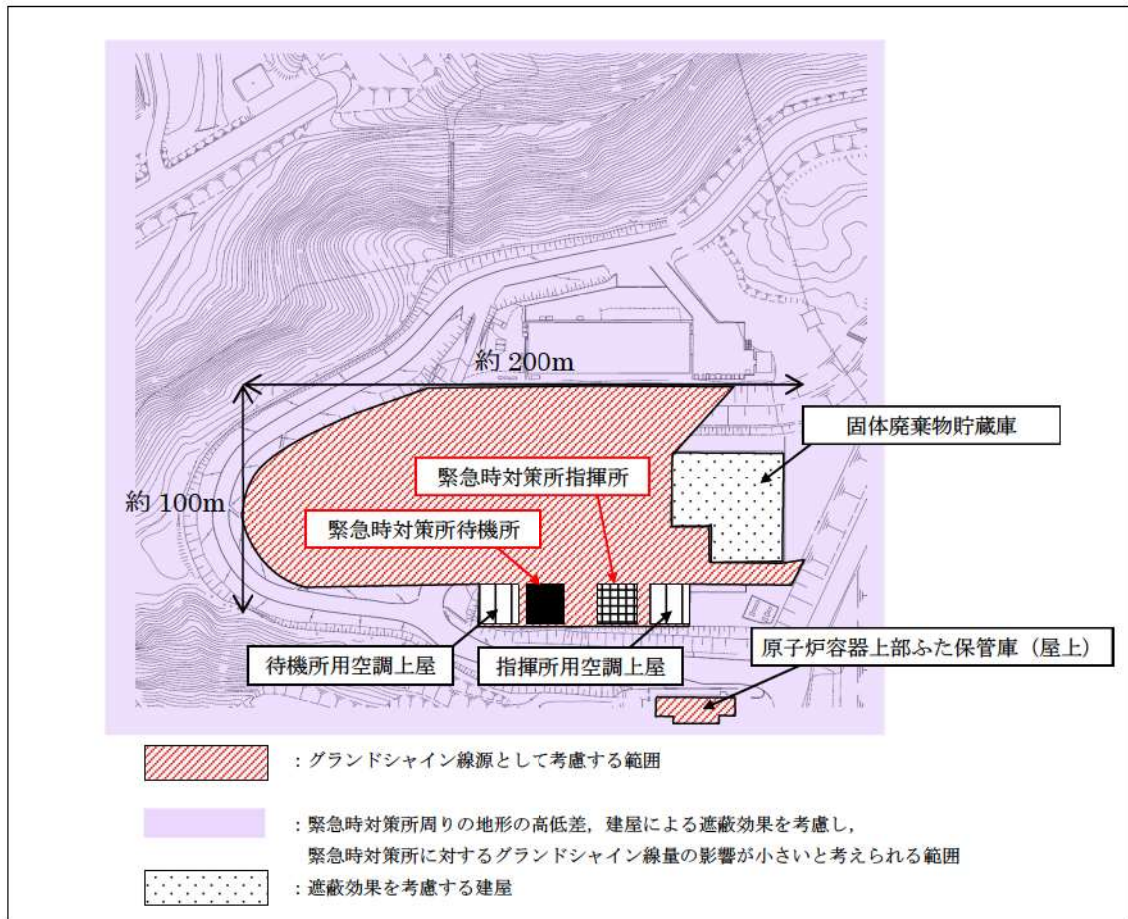 約 200m
固体廃棄物貯蔵庫
緊急時対策所指揮所
約 100m
緊急時対策所待機所
待機所用空調上屋
指揮所用空調上屋
原子炉容器上部ふた保管庫（屋上）
：グランドシャイン線源として考慮する範囲
：緊急時対策所周りの地形の高低差，建屋による遮蔽効果を考慮し，
緊急時対策所に対するグランドシャイン線量の影響が小さいと考えられる範囲
：遮蔽効果を考慮する建屋